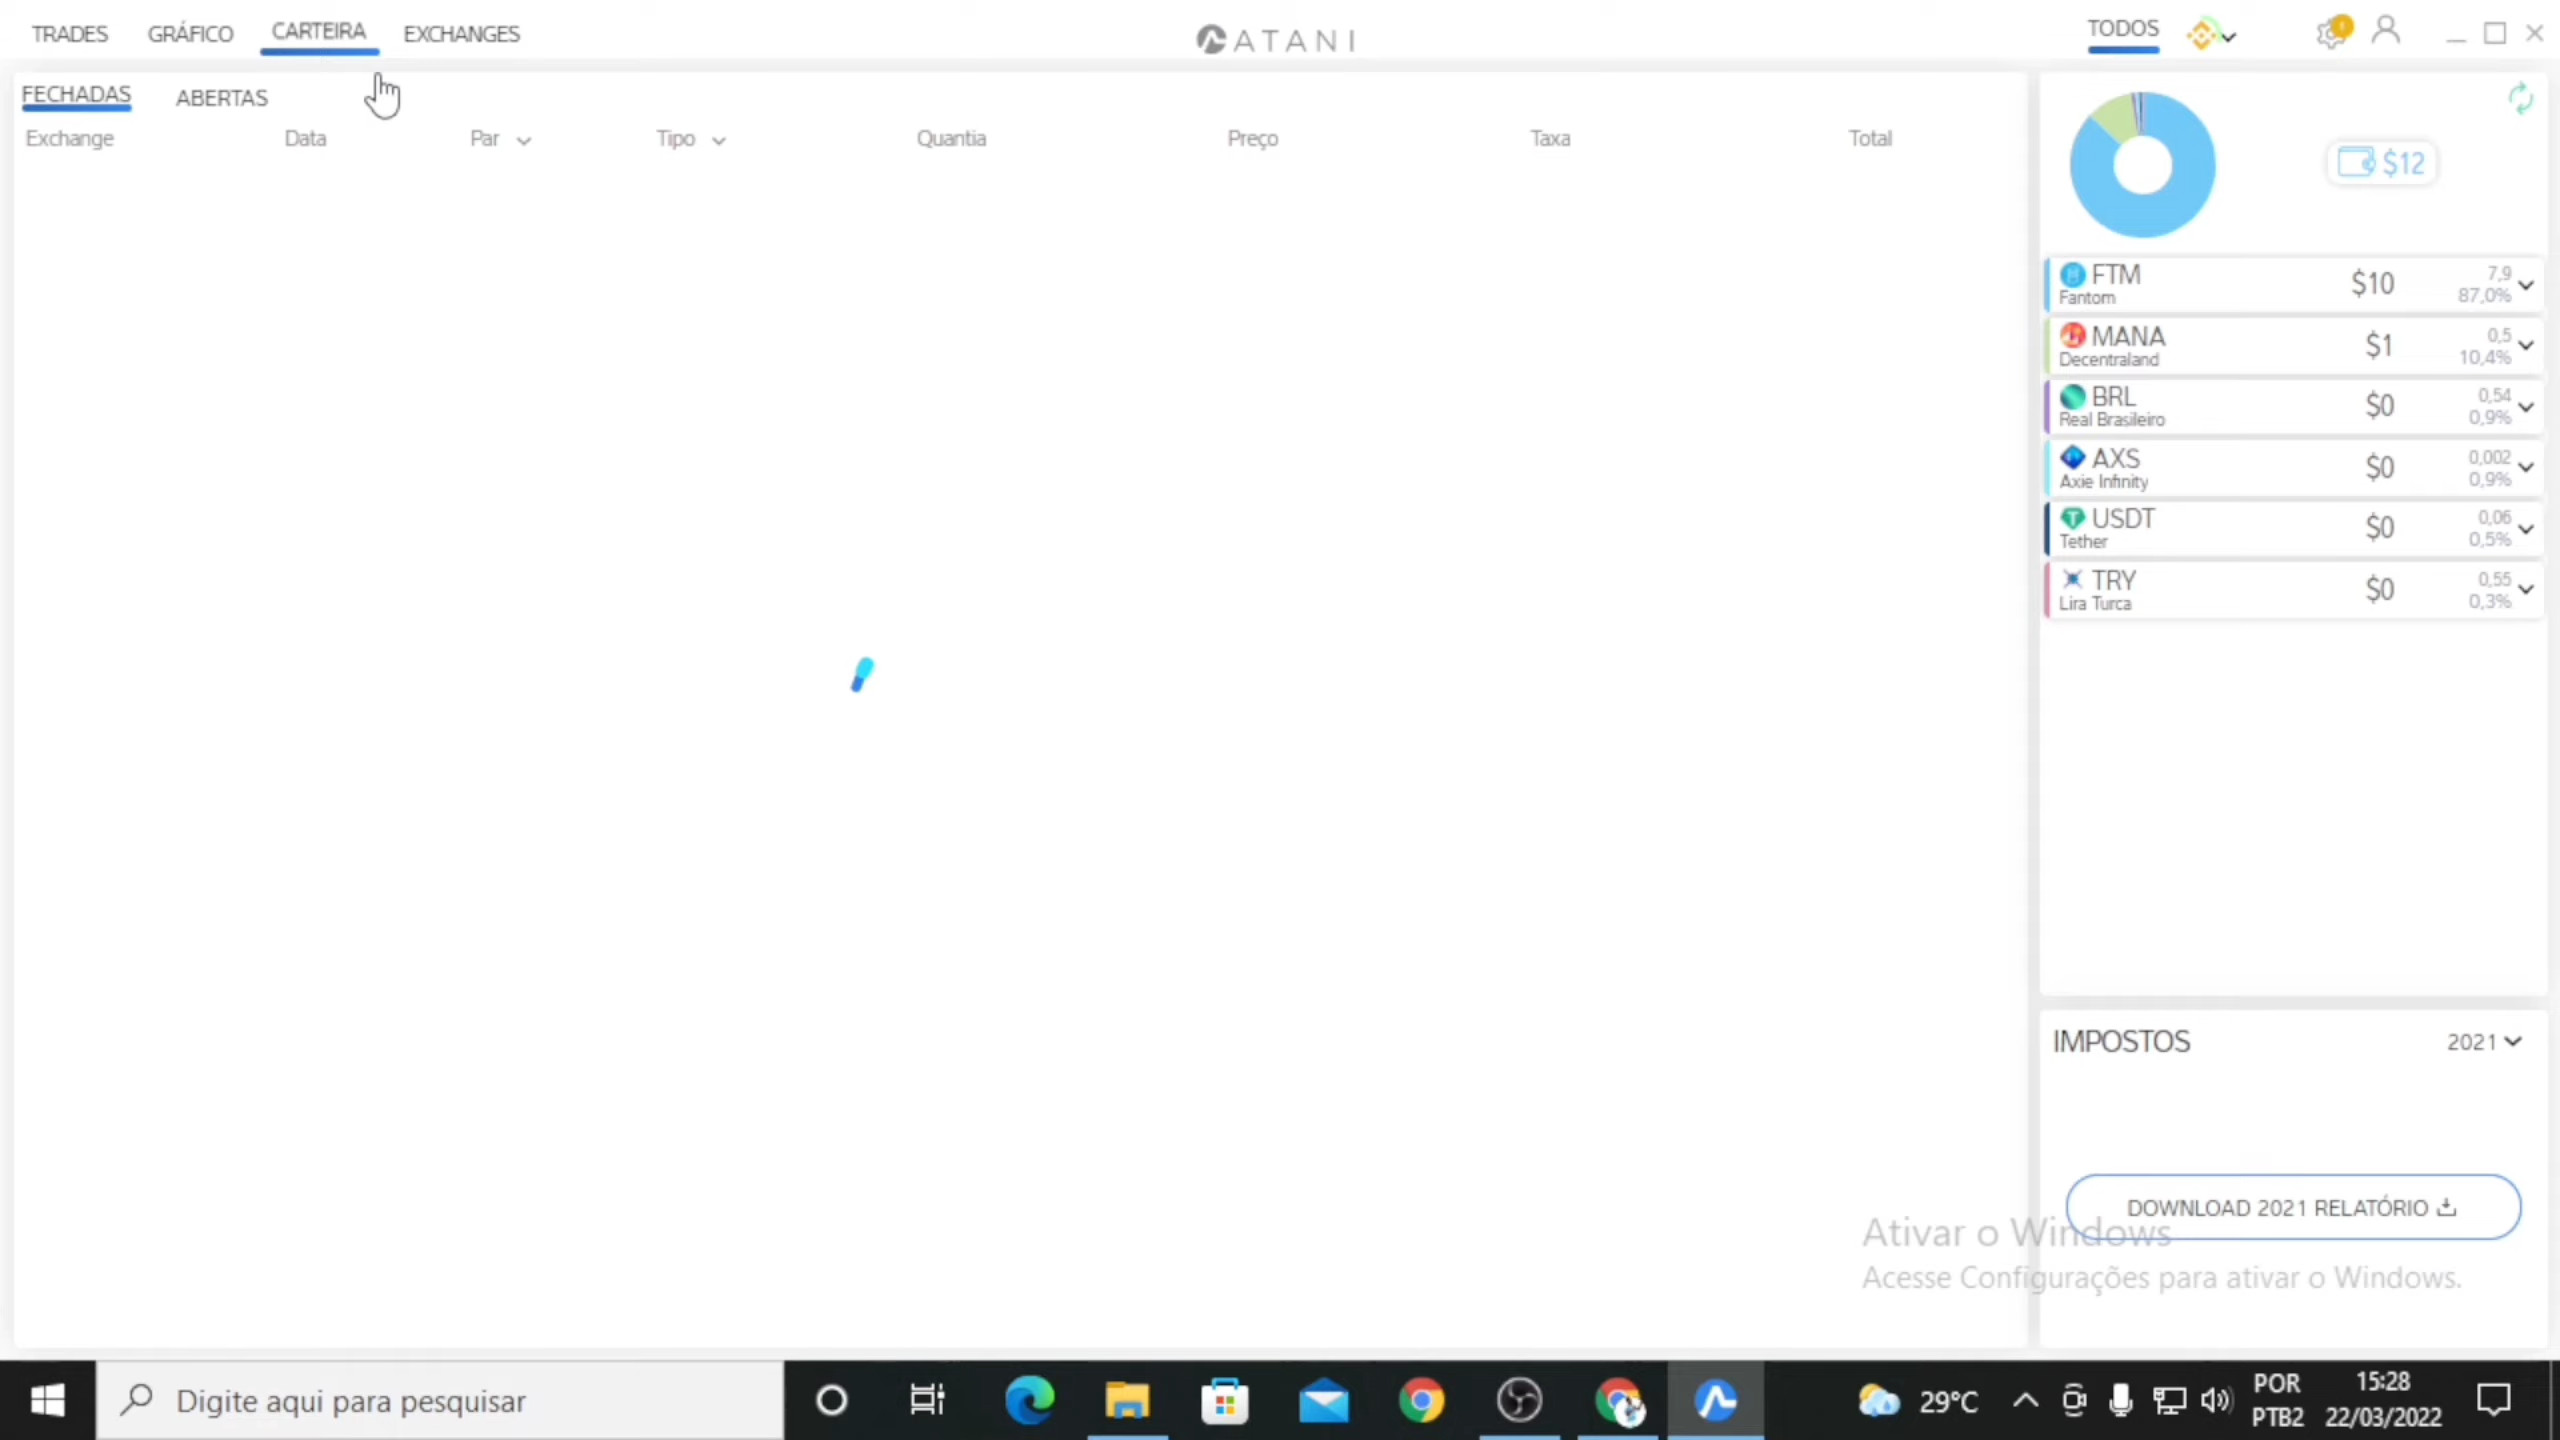 TRADES GRÁFICO CARTEIRA EXCHANGES ATANI TODOS
FECHADAS ABERTAS
Exchange Data Par Tipo Quantia Preço Taxa Total
$12
FTM $10 7,9
Fantom 87,0%
MANA $1 0,5
Decentraland 10,4%
BRL $0 0,54
Real Brasileiro 0,9%
AXS $0 0,002
Axie Infinity 0,9%
USDT $0 0,06
Tether 0,5%
TRY $0 0,55
Lira Turca 0,3%
IMPOSTOS 2021
DOWNLOAD 2021 RELATÓRIO
Ativar o Windows
Acesse Configurações para ativar o Windows.
Digite aqui para pesquisar
29°C
POR 15:28
PTB2 22/03/2022